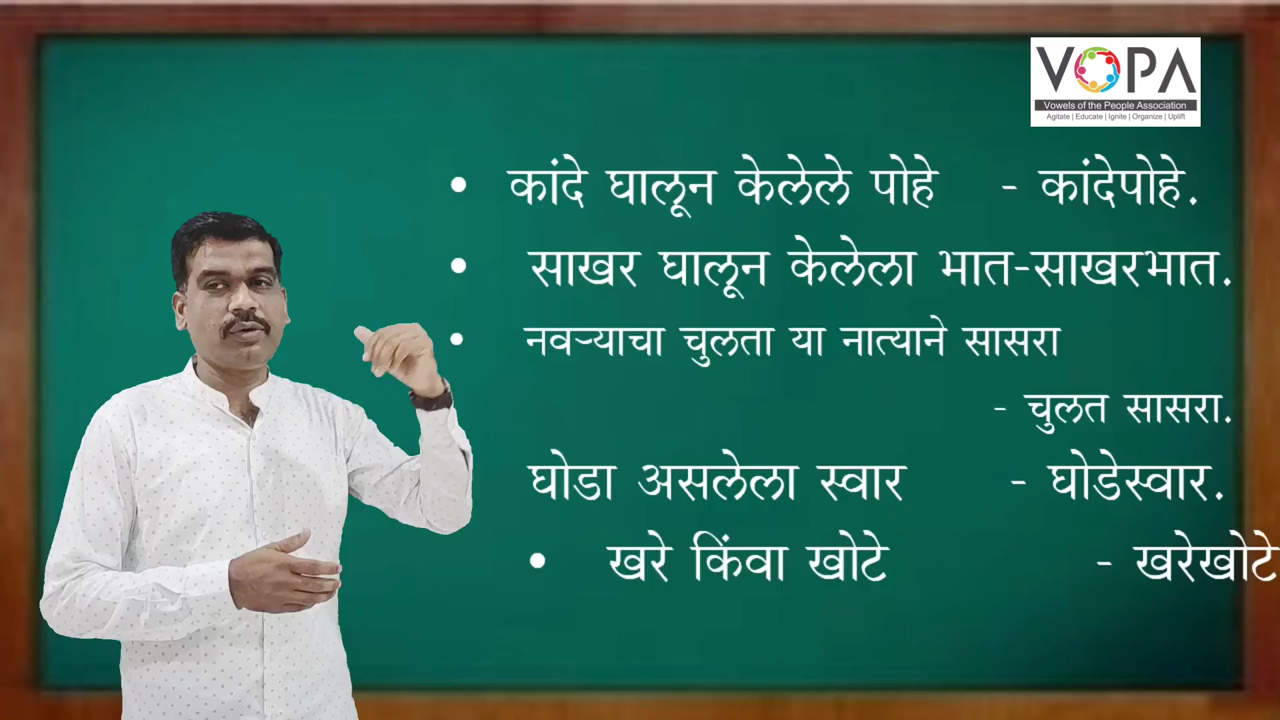 VOPA
Vowels of the People Association
Agitate | Educate | Ignite | Organize | Uplift
• कांदे घालून केलेले पोहे - कांदेपोहे.
• साखर घालून केलेला भात-साखरभात.
• नवऱ्याचा चुलता या नात्याने सासरा
- चुलत सासरा.
घोडा असलेला स्वार - घोडेस्वार.
• खरे किंवा खोटे - खरेखोटे